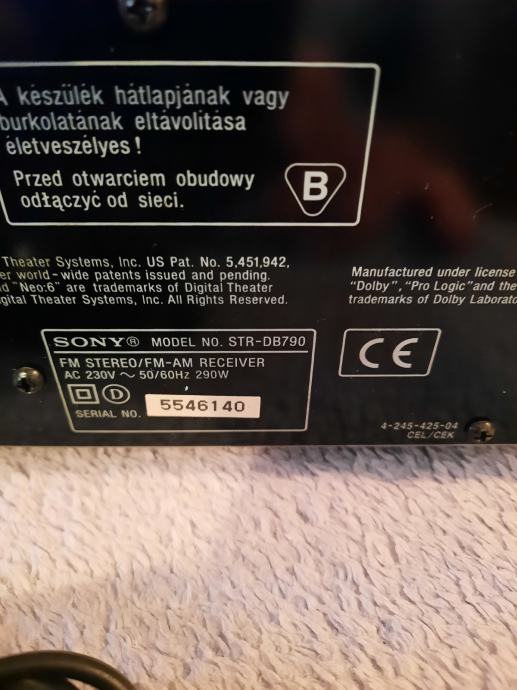 A készülék hátlapjának vagy
burkolatának eltávolítása
életveszélyes!
Przed otwarciem obudowy
odłączyć od sieci.
B
Theater Systems, Inc. US Pat. No. 5,451,942,
er world-wide patents issued and pending.
"Neo:6" are trademarks of Digital Theater
gital Theater Systems, Inc. All Rights Reserved.
Manufactured under license
"Dolby", "Pro Logic" and the
trademarks of Dolby Laborato
SONY® MODEL NO. STR-DB790
FM STEREO/FM-AM RECEIVER
AC 230V ~ 50/60Hz 290W
D
SERIAL NO. 5546140
CE
4-245-425-04
CEL/CEK